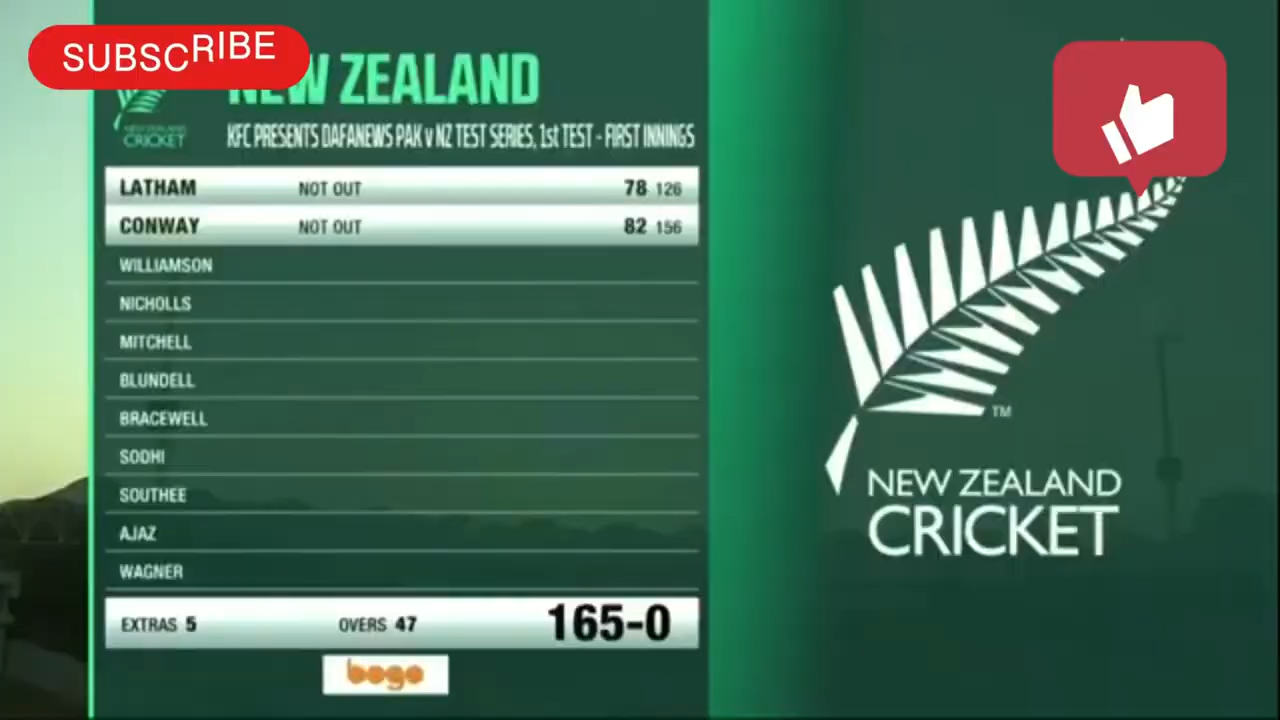 SUBSCRIBE
NEW ZEALAND
NEW ZEALAND
CRICKET
KFC PRESENTS DAFANEWS PAK v NZ TEST SERIES, 1st TEST - FIRST INNINGS
LATHAM NOT OUT 78 126
CONWAY NOT OUT 82 156
WILLIAMSON
NICHOLLS
MITCHELL
BLUNDELL
BRACEWELL
SODHI
SOUTHEE
AJAZ
WAGNER
EXTRAS 5 OVERS 47 165-0
bogo
TM
NEW ZEALAND
CRICKET